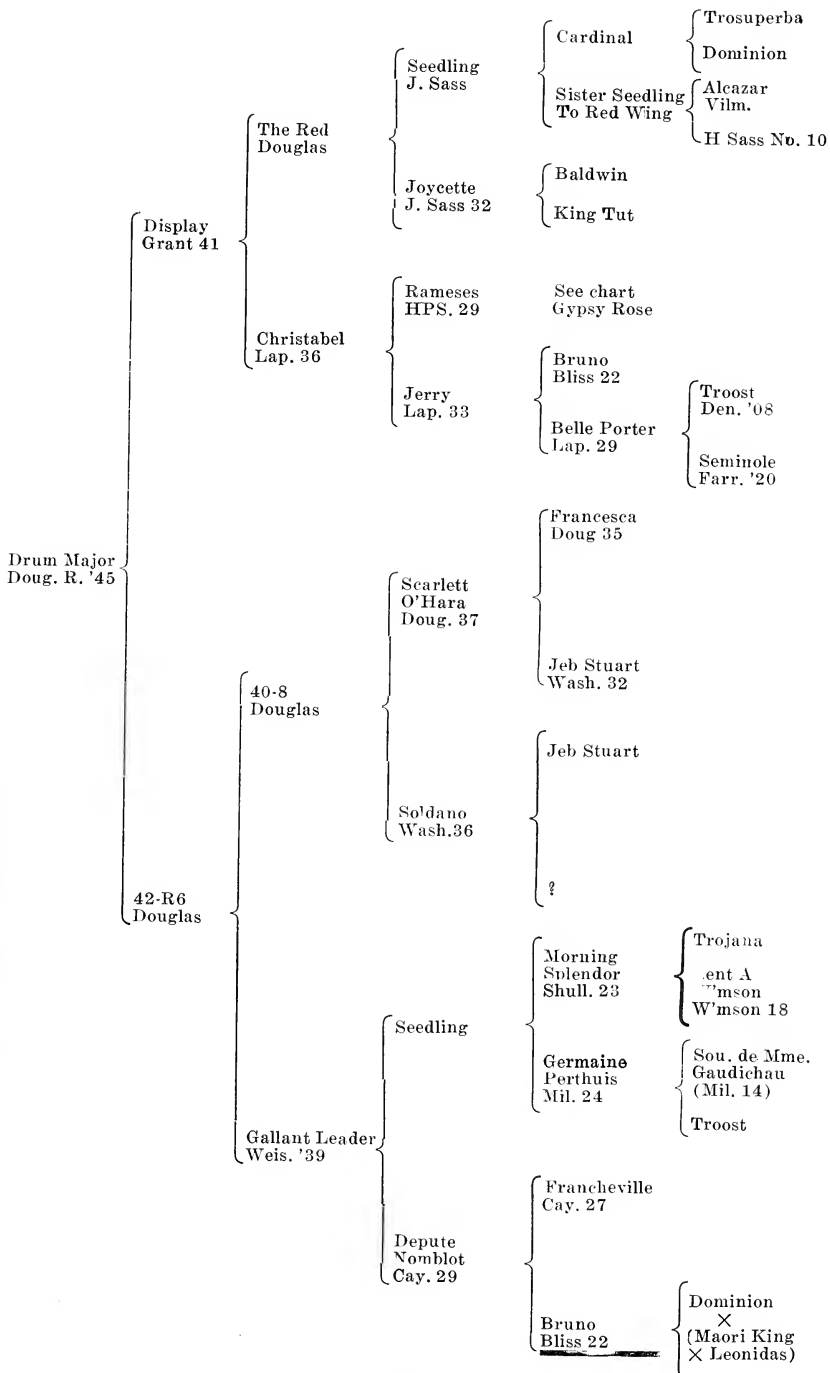 Trosuperba
Cardinal
Dominion
Seedling
J. Sass
Sister Seedling
To Red Wing
Alcazar
Vilm.
H Sass No. 10
The Red
Douglas
Joycette
J. Sass 32
Baldwin
King Tut
Display
Grant 41
Christabel
Lap. 36
Rameses
HPS. 29
See chart
Gypsy Rose
Jerry
Lap. 33
Bruno
Bliss 22
Belle Porter
Lap. 29
Troost
Den. '08
Seminole
Farr. '20
Drum Major
Doug. R. '45
Francesca
Doug 35
Scarlett
O'Hara
Doug. 37
Jeb Stuart
Wash. 32
40-8
Douglas
Jeb Stuart
Soldano
Wash.36
?
42-R6
Douglas
Morning
Splendor
Shull. 23
Trojana
ent A
W'mson
W'mson 18
Seedling
Germaine
Perthuis
Mil. 24
Sou. de Mme.
Gaudichau
(Mil. 14)
Troost
Gallant Leader
Weis. '39
Francheville
Cay. 27
Depute
Nomblot
Cay. 29
Bruno
Bliss 22
Dominion
×
(Maori King
× Leonidas)